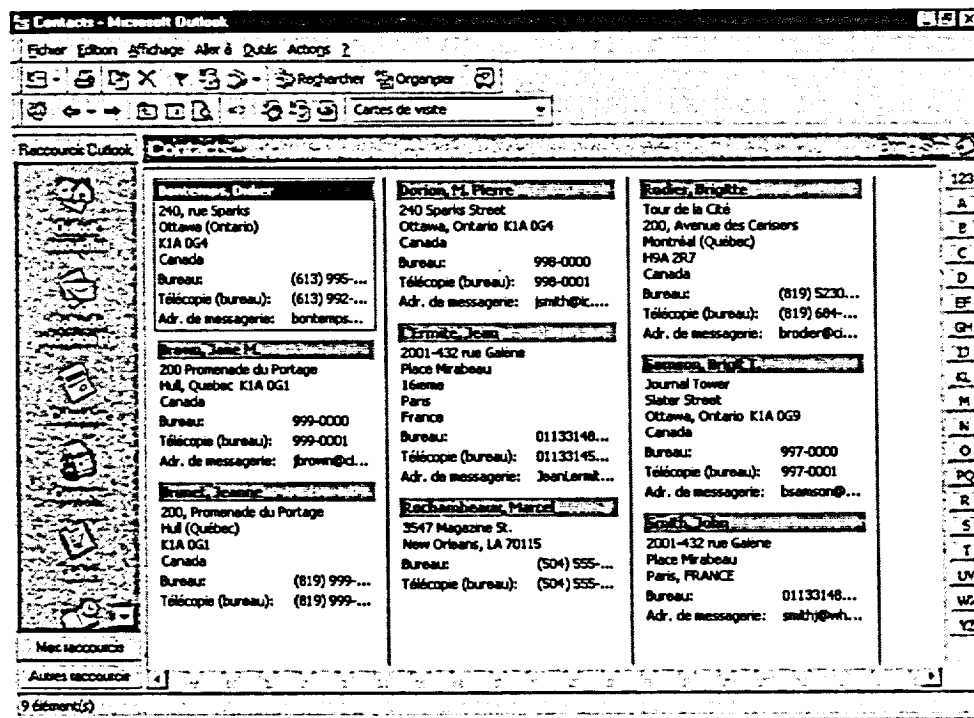 Contacts - Microsoft Outlook
Fichier Edition Affichage Aller à Outils Actions ?
Rechercher Organiser
Cartes de visite
Raccourcis Outlook
Contacts
Bontemps, Didier
240, rue Sparks
Ottawa (Ontario)
K1A 0G4
Canada
Bureau: (613) 995-...
Télécopie (bureau): (613) 992-...
Adr. de messagerie: bontemps...
Brown, Jane M.
200 Promenade du Portage
Hull, Quebec K1A 0G1
Canada
Bureau: 999-0000
Télécopie (bureau): 999-0001
Adr. de messagerie: jbrown@ci...
Brunet, Jeanne
200, Promenade du Portage
Hull (Québec)
K1A 0G1
Canada
Bureau: (819) 999-...
Télécopie (bureau): (819) 999-...
Dorion, M. Pierre
240 Sparks Street
Ottawa, Ontario K1A 0G4
Canada
Bureau: 998-0000
Télécopie (bureau): 998-0001
Adr. de messagerie: jsmith@ic....
L'Ermite, Jean
2001-432 rue Galene
Place Mirabeau
16eme
Paris
France
Bureau: 01133148...
Télécopie (bureau): 01133145...
Adr. de messagerie: JeanLermit...
Rochambeaux, Marcel
3547 Magazine St.
New Orleans, LA 70115
Bureau: (504) 555-...
Télécopie (bureau): (504) 555-...
Rodier, Brigitte
Tour de la Cité
200, Avenue des Cerisiers
Montréal (Québec)
H9A 2R7
Canada
Bureau: (819) 5230...
Télécopie (bureau): (819) 684-...
Adr. de messagerie: brodier@ci...
Samson, Brigit T.
Journal Tower
Slater Street
Ottawa, Ontario K1A 0G9
Canada
Bureau: 997-0000
Télécopie (bureau): 997-0001
Adr. de messagerie: bsamson@...
Smith, John
2001-432 rue Galene
Place Mirabeau
Paris, FRANCE
Bureau: 01133148...
Adr. de messagerie: smithj@wh...
123
A
B
C
D
EF
GH
IJ
KL
M
N
O
PQ
R
S
T
UV
WX
YZ
Mes raccourcis
Autres raccourcis
9 élément(s)